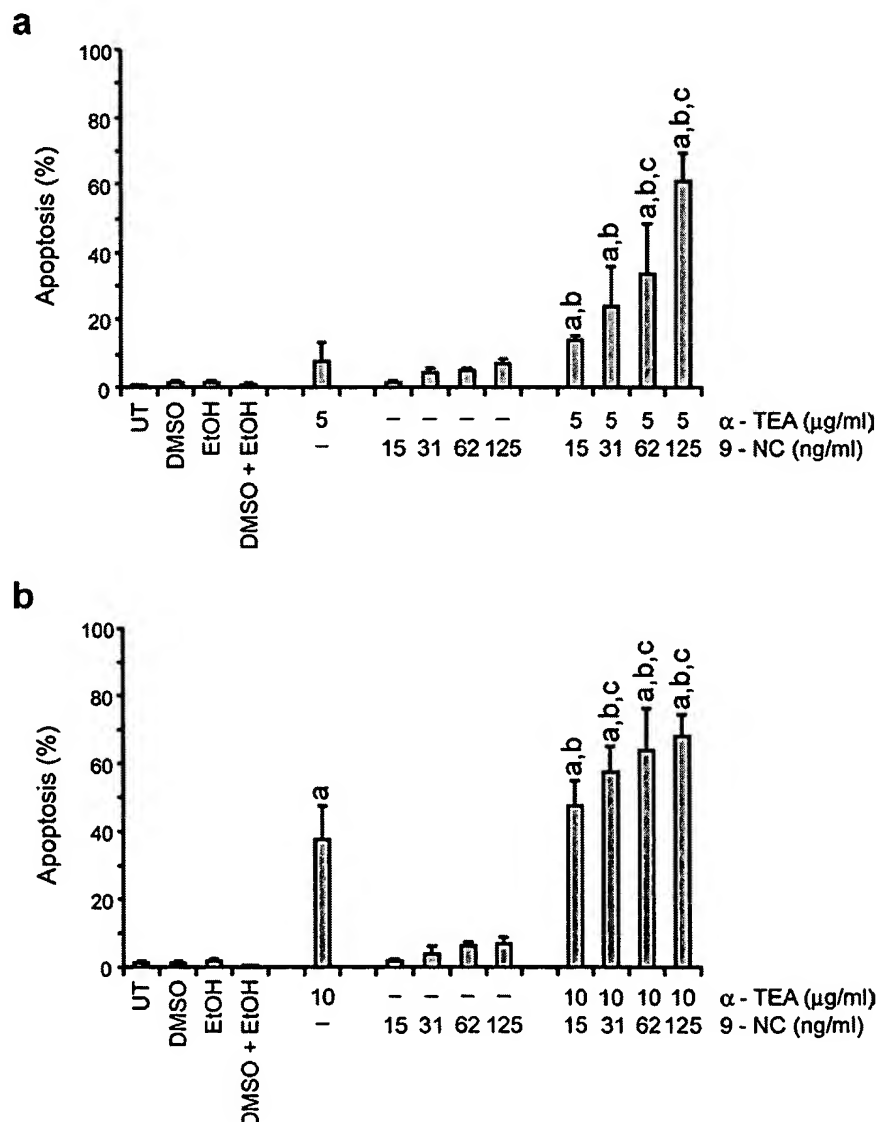 a
100
80
60
40
20
0
Apoptosis (%)
a,b
a,b
a,b,c
a,b,c
UT
DMSO
EtOH
DMSO + EtOH
5 – – – – 5 5 5 5 α - TEA (µg/ml)
– 15 31 62 125 15 31 62 125 9 - NC (ng/ml)
b
100
80
60
40
20
0
Apoptosis (%)
a
a,b
a,b,c
a,b,c
a,b,c
UT
DMSO
EtOH
DMSO + EtOH
10 – – – – 10 10 10 10 α - TEA (µg/ml)
– 15 31 62 125 15 31 62 125 9 - NC (ng/ml)